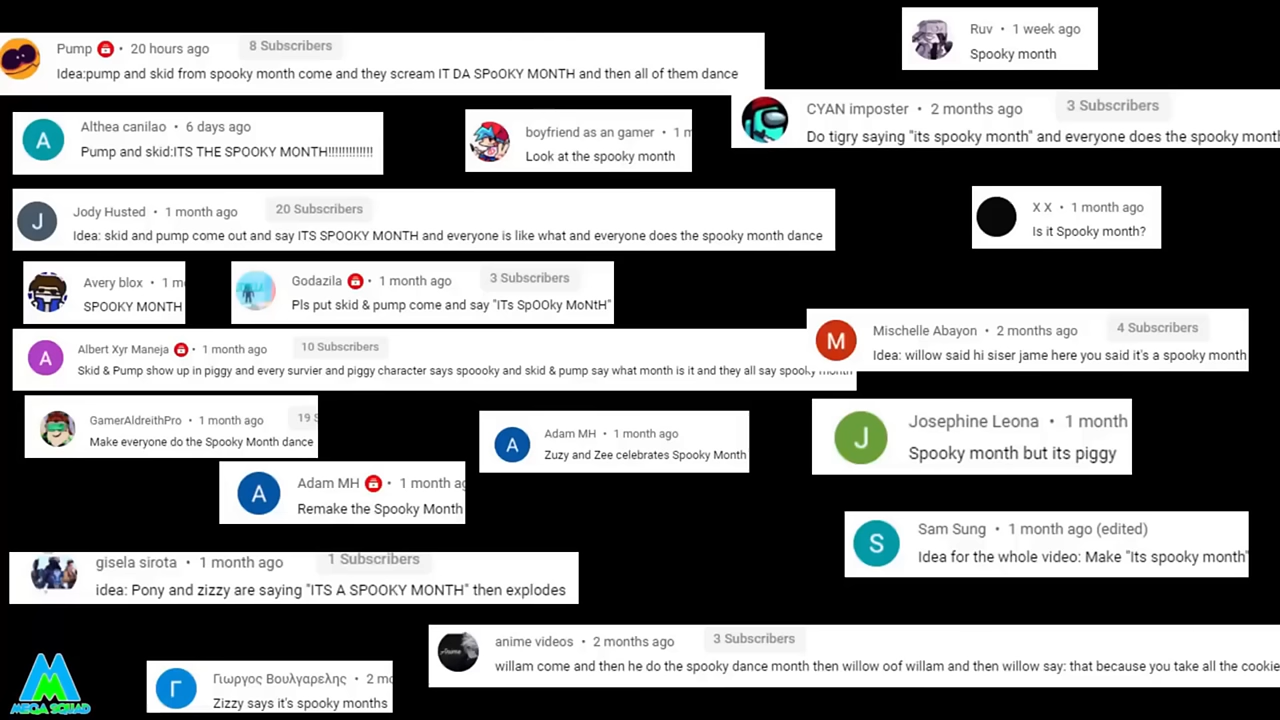 Pump • 20 hours ago 8 Subscribers
Idea:pump and skid from spooky month come and they scream IT DA SPoOKY MONTH and then all of them dance
Ruv • 1 week ago
Spooky month
CYAN imposter • 2 months ago 3 Subscribers
Do tigry saying "its spooky month" and everyone does the spooky mont
A
Althea canilao • 6 days ago
Pump and skid:ITS THE SPOOKY MONTH!!!!!!!!!!!!!
boyfriend as an gamer • 1 m
Look at the spooky month
J
Jody Husted • 1 month ago 20 Subscribers
Idea: skid and pump come out and say ITS SPOOKY MONTH and everyone is like what and everyone does the spooky month dance
X X • 1 month ago
Is it Spooky month?
Avery blox • 1 m
SPOOKY MONTH
Godazila • 1 month ago 3 Subscribers
Pls put skid & pump come and say "ITs SpOOky MoNtH"
A
Albert Xyr Maneja • 1 month ago 10 Subscribers
Skid & Pump show up in piggy and every survier and piggy character says spoooky and skid & pump say what month is it and they all say spooky month
M
Mischelle Abayon • 2 months ago 4 Subscribers
Idea: willow said hi siser jame here you said it's a spooky month
GamerAldreithPro • 1 month ago 19 S
Make everyone do the Spooky Month dance
A
Adam MH • 1 month ago
Zuzy and Zee celebrates Spooky Month
J
Josephine Leona • 1 month
Spooky month but its piggy
A
Adam MH • 1 month ag
Remake the Spooky Month
S
Sam Sung • 1 month ago (edited)
Idea for the whole video: Make "Its spooky month"
gisela sirota • 1 month ago 1 Subscribers
idea: Pony and zizzy are saying "ITS A SPOOKY MONTH" then explodes
anime videos • 2 months ago 3 Subscribers
willam come and then he do the spooky dance month then willow oof willam and then willow say: that because you take all the cookie
Γ
Γιωργος Βουλγαρελης • 2 mo
Zizzy says it's spooky months
MEGA SQUAD